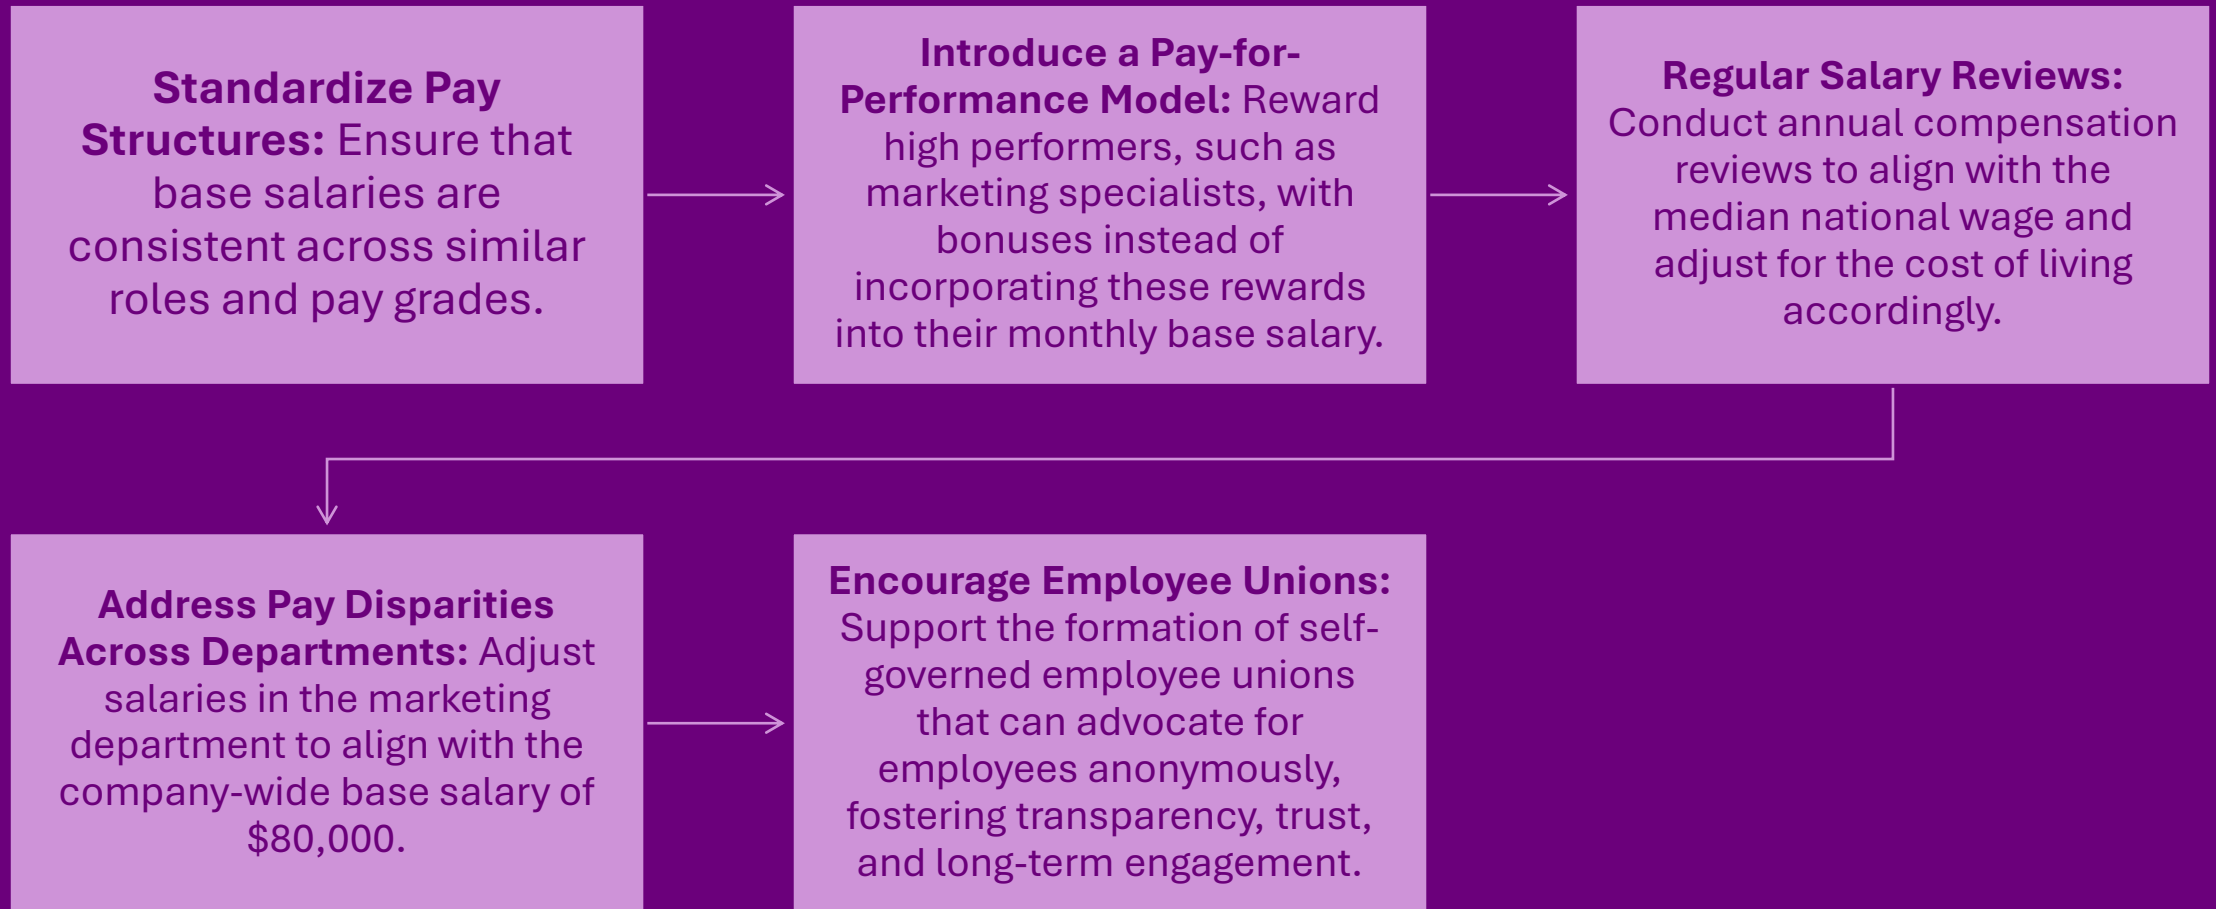 Standardize Pay
Structures: Ensure that
base salaries are
consistent across similar
roles and pay grades.
Introduce a Pay-for-
Performance Model: Reward
high performers, such as
marketing specialists, with
bonuses instead of
incorporating these rewards
into their monthly base salary.
Regular Salary Reviews:
Conduct annual compensation
reviews to align with the
median national wage and
adjust for the cost of living
accordingly.
Address Pay Disparities
Across Departments: Adjust
salaries in the marketing
department to align with the
company-wide base salary of
$80,000.
Encourage Employee Unions:
Support the formation of self-
governed employee unions
that can advocate for
employees anonymously,
fostering transparency, trust,
and long-term engagement.